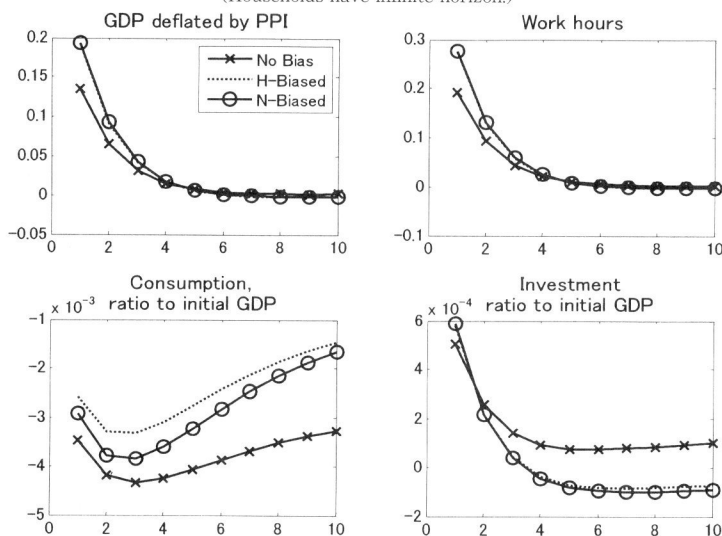 (Households have infinite horizon.)
GDP deflated by PPI
0.2
0.15
0.1
0.05
0
-0.05
0 2 4 6 8 10
No Bias
H-Biased
N-Biased
Work hours
0.3
0.2
0.1
0
-0.1
0 2 4 6 8 10
Consumption,
ratio to initial GDP
x 10⁻³
-1
-2
-3
-4
-5
0 2 4 6 8 10
Investment
ratio to initial GDP
x 10⁻⁴
6
4
2
0
-2
0 2 4 6 8 10